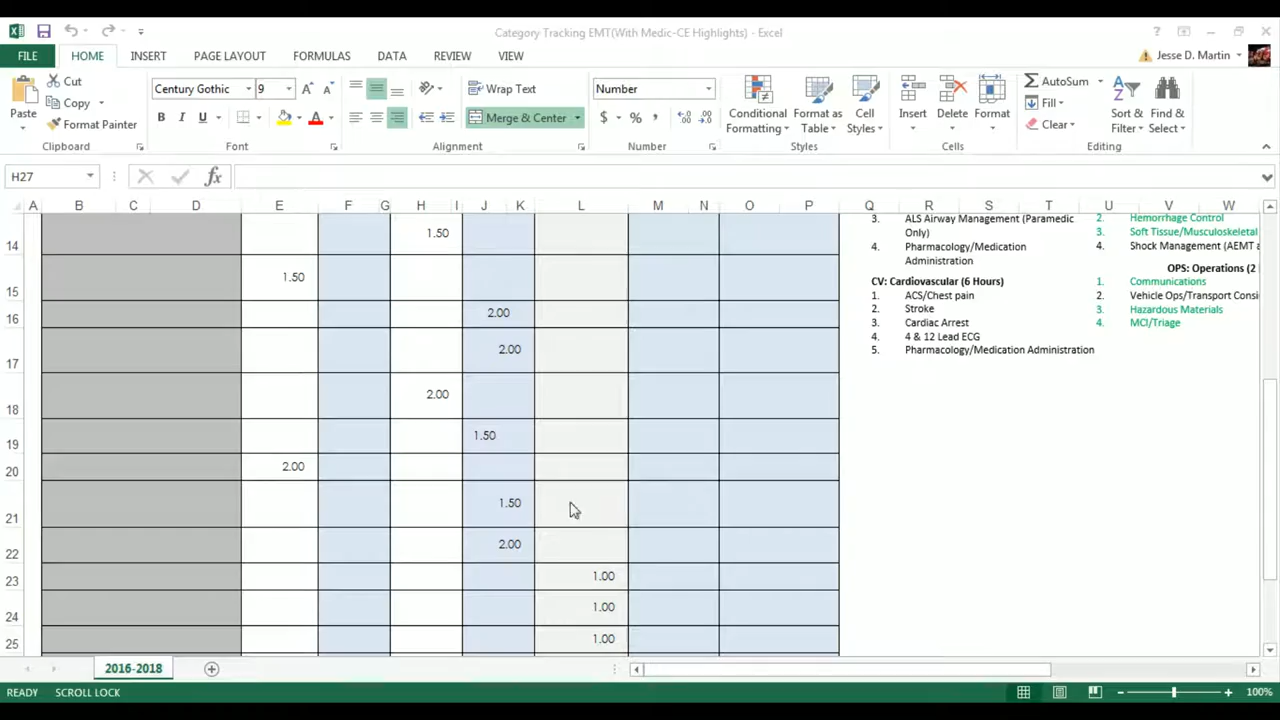 Category Tracking EMT(With Medic-CE Highlights) - Excel
FILE HOME INSERT PAGE LAYOUT FORMULAS DATA REVIEW VIEW
Jesse D. Martin
Paste
Cut
Copy
Format Painter
Clipboard
Century Gothic 9
B I U
Font
Wrap Text
Merge & Center
Alignment
Number
$ % ,
Number
Conditional Formatting
Format as Table
Cell Styles
Styles
Insert
Delete
Format
Cells
AutoSum
Fill
Clear
Sort & Filter
Find & Select
Editing
H27
fx
A B C D E F G H I J K L M N O P Q R S T U V W
14 1.50
15 1.50
16 2.00
17 2.00
18 2.00
19 1.50
20 2.00
21 1.50
22 2.00
23 1.00
24 1.00
25 1.00
3. ALS Airway Management (Paramedic
Only)
4. Pharmacology/Medication
Administration
CV: Cardiovascular (6 Hours)
1. ACS/Chest pain
2. Stroke
3. Cardiac Arrest
4. 4 & 12 Lead ECG
5. Pharmacology/Medication Administration
2. Hemorrhage Control
3. Soft Tissue/Musculoskeletal
4. Shock Management (AEMT a
OPS: Operations (2
1. Communications
2. Vehicle Ops/Transport Consi
3. Hazardous Materials
4. MCI/Triage
2016-2018
READY SCROLL LOCK
100%